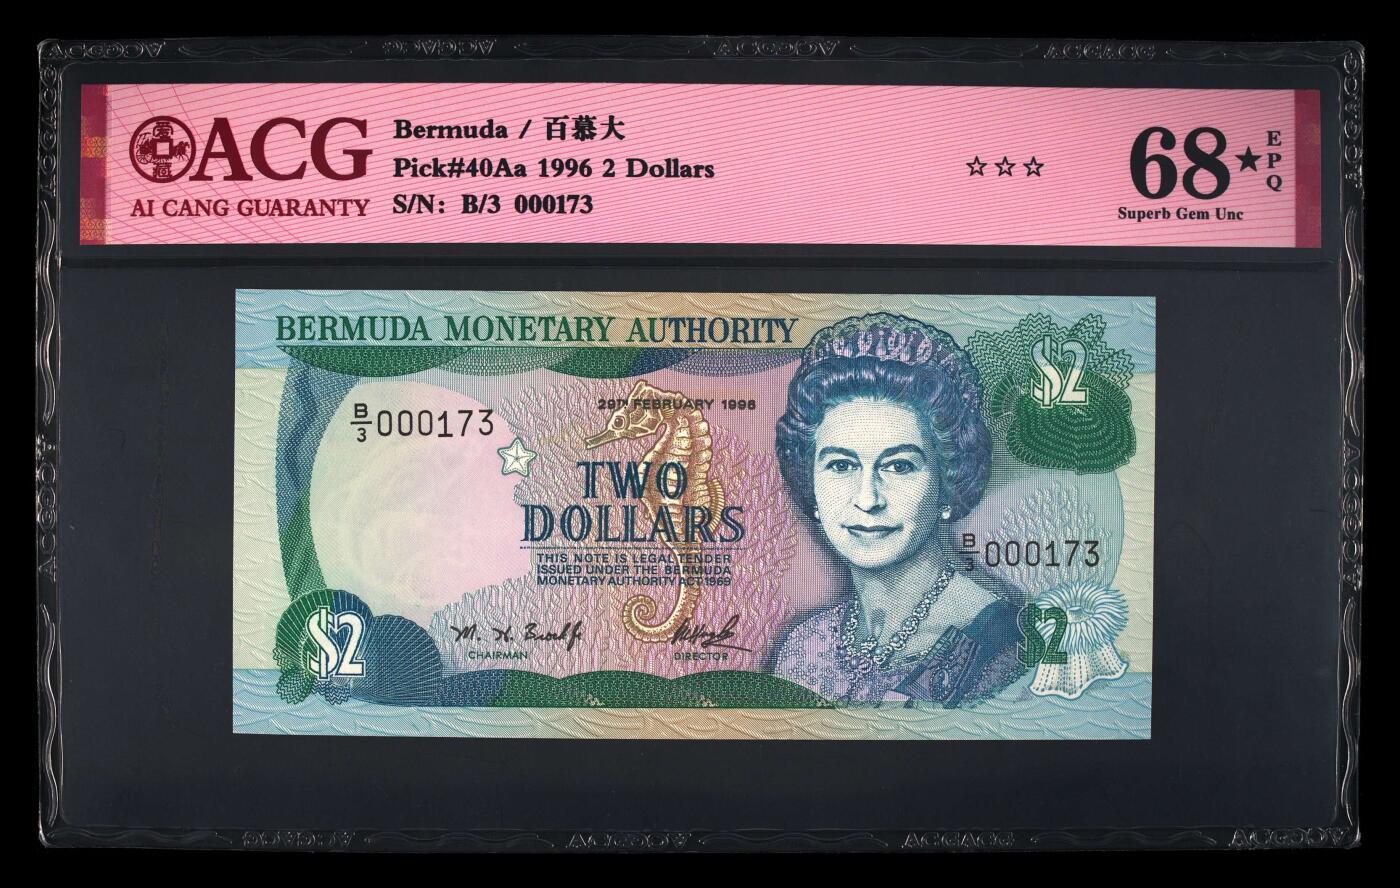 ACG
AI CANG GUARANTY
Bermuda / 百慕大
Pick#40Aa 1996 2 Dollars
S/N: B/3 000173
☆☆☆
68★
EPQ
Superb Gem Unc
BERMUDA MONETARY AUTHORITY
$2
29TH FEBRUARY 1996
B/3 000173
TWO
DOLLARS
THIS NOTE IS LEGAL TENDER
ISSUED UNDER THE BERMUDA
MONETARY AUTHORITY ACT 1969
B/3 000173
$2
CHAIRMAN
DIRECTOR
$2